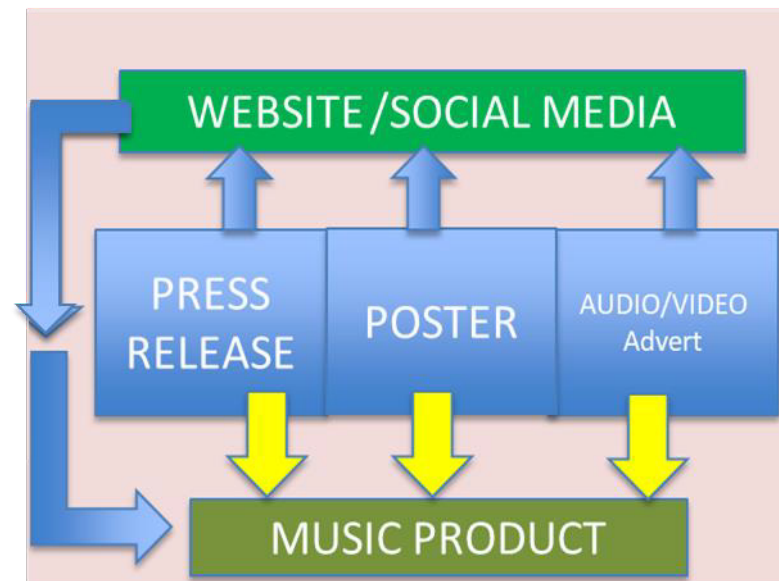 WEBSITE/SOCIAL MEDIA
PRESS
RELEASE
POSTER
AUDIO/VIDEO
Advert
MUSIC PRODUCT